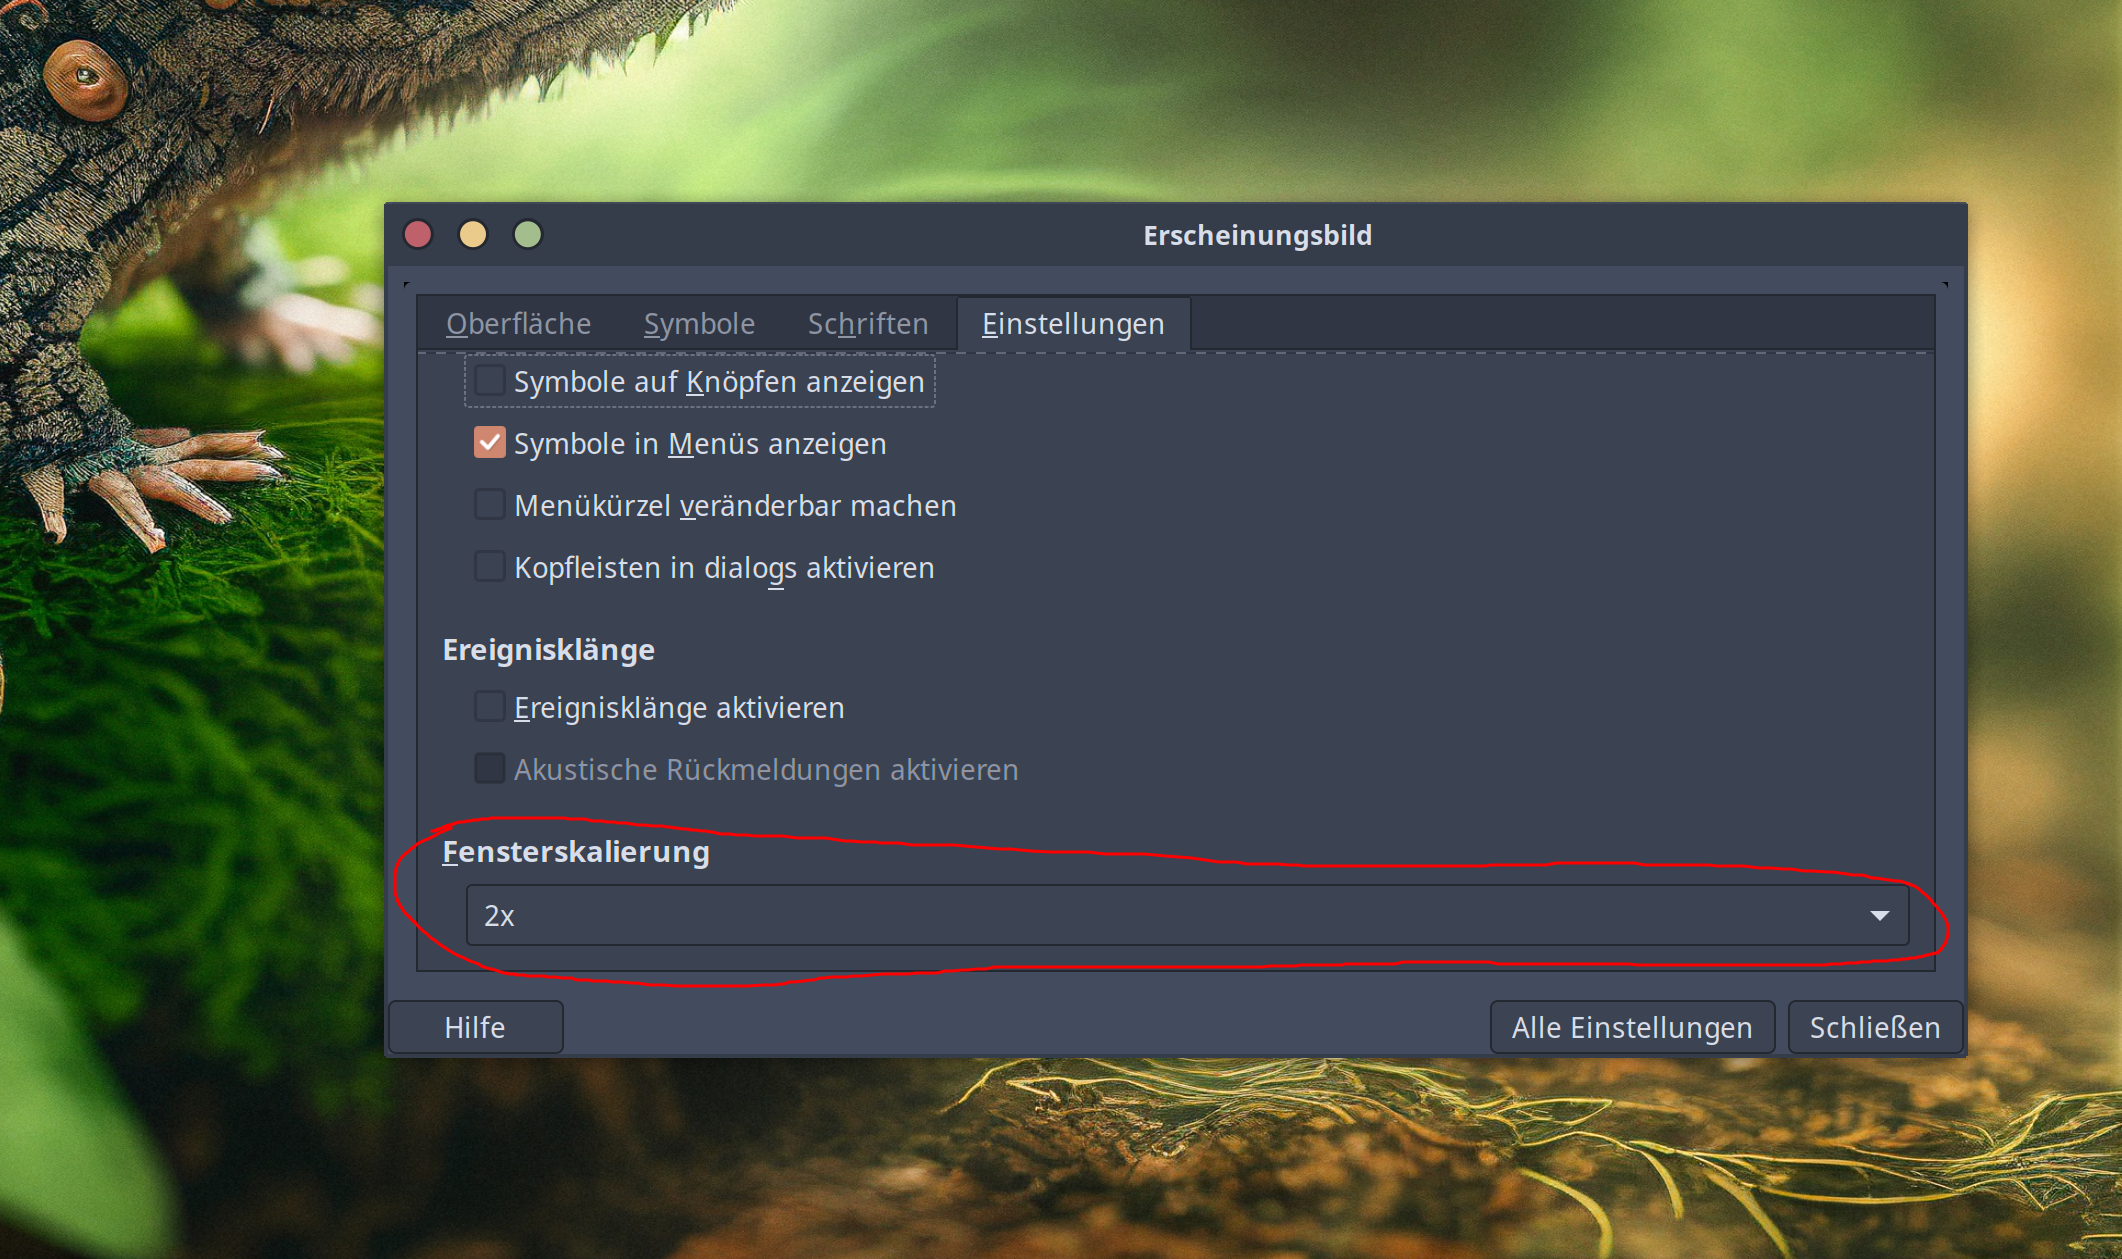 Erscheinungsbild
Oberfläche Symbole Schriften Einstellungen
Symbole auf Knöpfen anzeigen
Symbole in Menüs anzeigen
Menükürzel veränderbar machen
Kopfleisten in dialogs aktivieren
Ereignisklänge
Ereignisklänge aktivieren
Akustische Rückmeldungen aktivieren
Fensterskalierung
2x
Hilfe Alle Einstellungen Schließen